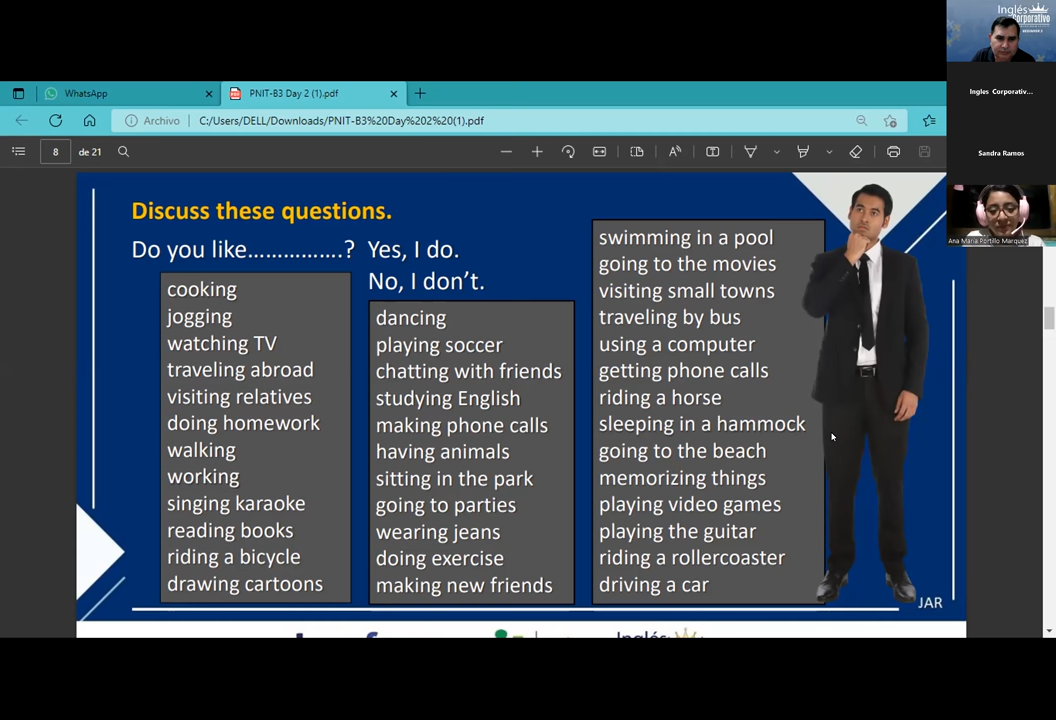 WhatsApp
PNIT-B3 Day 2 (1).pdf
Archivo
C:/Users/DELL/Downloads/PNIT-B3%20Day%202%20(1).pdf
8
de 21
Discuss these questions.
Do you like…………….? Yes, I do.
No, I don't.
cooking
jogging
watching TV
traveling abroad
visiting relatives
doing homework
walking
working
singing karaoke
reading books
riding a bicycle
drawing cartoons
dancing
playing soccer
chatting with friends
studying English
making phone calls
having animals
sitting in the park
going to parties
wearing jeans
doing exercise
making new friends
swimming in a pool
going to the movies
visiting small towns
traveling by bus
using a computer
getting phone calls
riding a horse
sleeping in a hammock
going to the beach
memorizing things
playing video games
playing the guitar
riding a rollercoaster
driving a car
JAR
Inglés
Inglés
Corporativo
Ingles Corporativ...
Sandra Ramos
Ana Maria Portillo Marquez